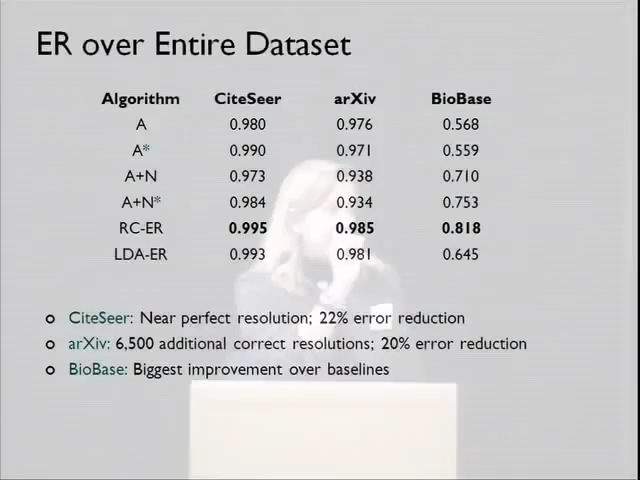 ER over Entire Dataset
Algorithm CiteSeer arXiv BioBase
A 0.980 0.976 0.568
A* 0.990 0.971 0.559
A+N 0.973 0.938 0.710
A+N* 0.984 0.934 0.753
RC-ER 0.995 0.985 0.818
LDA-ER 0.993 0.981 0.645
CiteSeer: Near perfect resolution; 22% error reduction
arXiv: 6,500 additional correct resolutions; 20% error reduction
BioBase: Biggest improvement over baselines